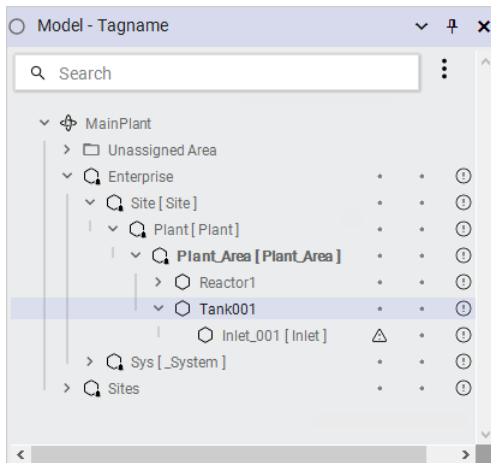 Model - Tagname
Search
MainPlant
Unassigned Area
Enterprise
Site [ Site ]
Plant [ Plant ]
Plant_Area [ Plant_Area ]
Reactor1
Tank001
Inlet_001 [ Inlet ]
Sys [ _System ]
Sites